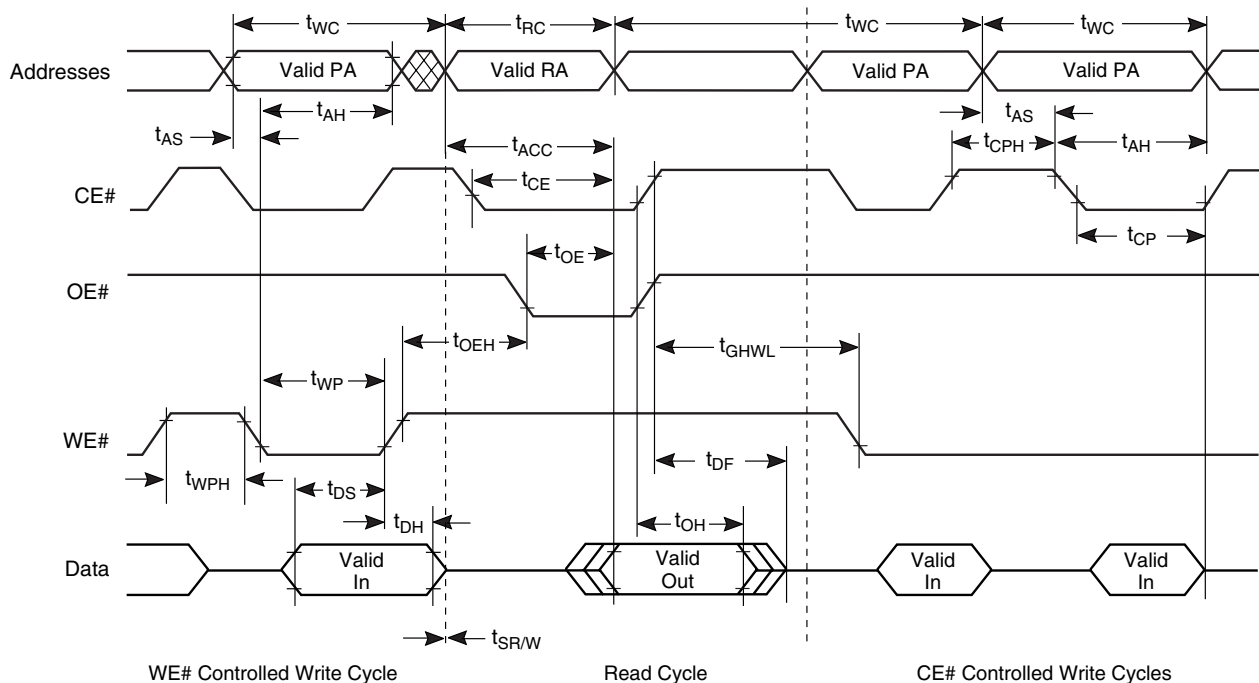 tWC tRC tWC tWC
Addresses Valid PA Valid RA Valid PA Valid PA
tAS tAH tACC tAS
tCPH tAH
CE# tCE
tCP
tOE
OE#
tOEH tGHWL
tWP
WE#
tWPH tDS tDF
tDH tOH
Data Valid In Valid Out Valid In Valid In
tSR/W
WE# Controlled Write Cycle Read Cycle CE# Controlled Write Cycles